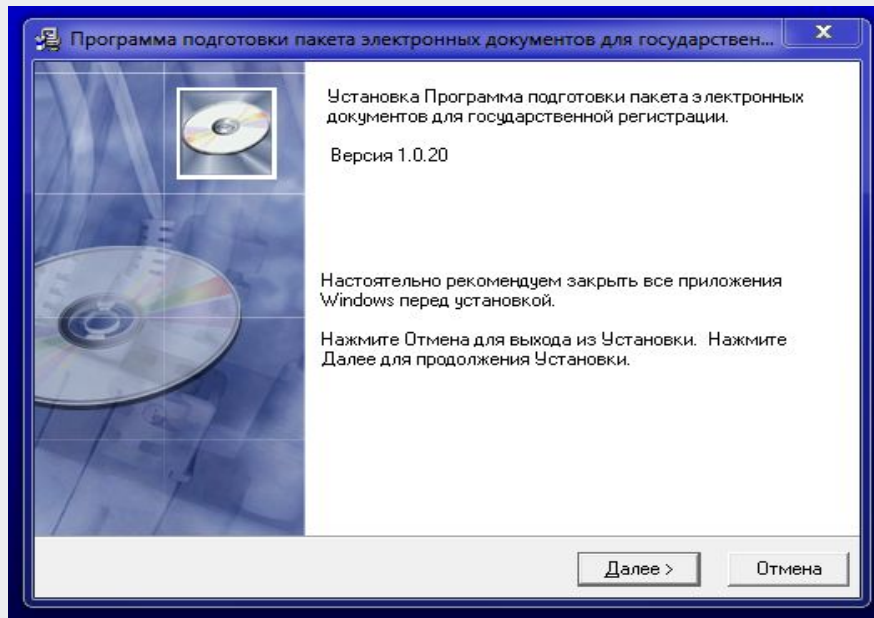 Программа подготовки пакета электронных документов для государствен...
Установка Программа подготовки пакета электронных
документов для государственной регистрации.
Версия 1.0.20
Настоятельно рекомендуем закрыть все приложения
Windows перед установкой.
Нажмите Отмена для выхода из Установки. Нажмите
Далее для продолжения Установки.
Далее > Отмена